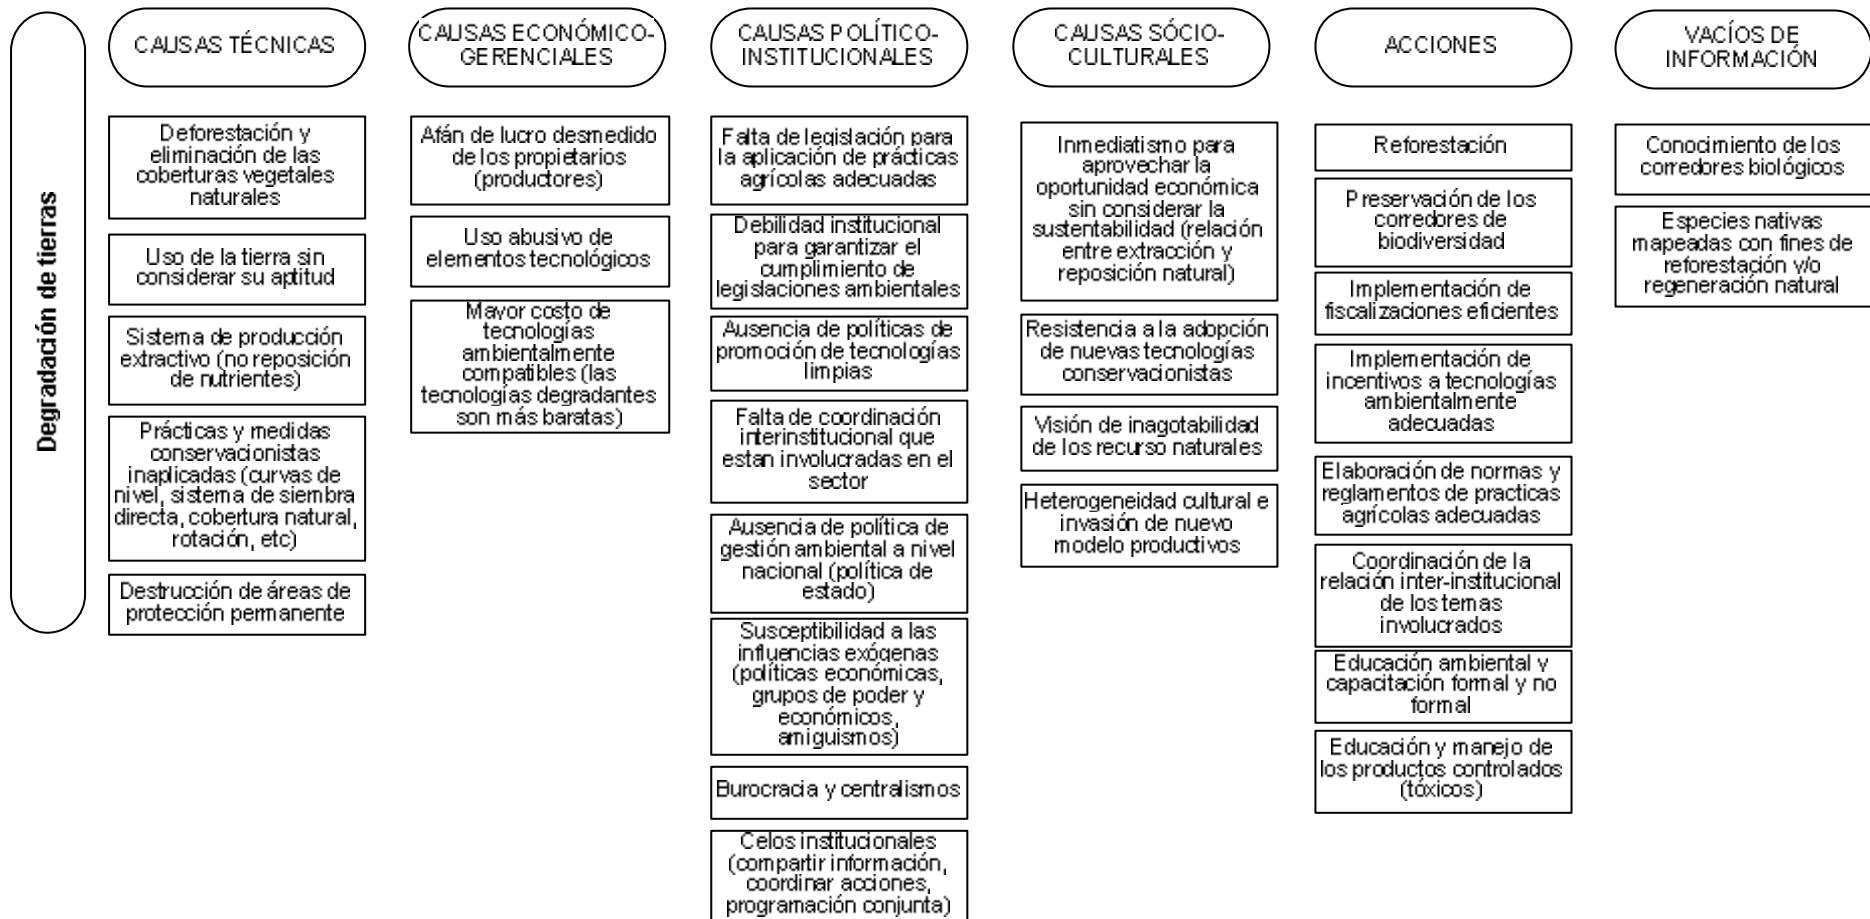 Degradación de tierras
CAUSAS TÉCNICAS
Deforestación y
eliminación de las
coberturas vegetales
naturales
Uso de la tierra sin
considerar su aptitud
Sistema de producción
extractivo (no reposición
de nutrientes)
Prácticas y medidas
conservacionistas
inaplicadas (curvas de
nivel, sistema de siembra
directa, cobertura natural,
rotación, etc)
Destrucción de áreas de
protección permanente
CAUSAS ECONÓMICO-
GERENCIALES
Afán de lucro desmedido
de los propietarios
(productores)
Uso abusivo de
elementos tecnológicos
Mayor costo de
tecnologías
ambientalmente
compatibles (las
tecnologías degradantes
son más baratas)
CAUSAS POLÍTICO-
INSTITUCIONALES
Falta de legislación para
la aplicación de prácticas
agrícolas adecuadas
Debilidad institucional
para garantizar el
cumplimiento de
legislaciones ambientales
Ausencia de políticas de
promoción de tecnologías
limpias
Falta de coordinación
interinstitucional que
estan involucradas en el
sector
Ausencia de política de
gestión ambiental a nivel
nacional (política de
estado)
Susceptibilidad a las
influencias exógenas
(políticas económicas,
grupos de poder y
económicos,
amiguismos)
Burocracia y centralismos
Celos institucionales
(compartir información,
coordinar acciones,
programación conjunta)
CAUSAS SÓCIO-
CULTURALES
Inmediatismo para
aprovechar la
oportunidad económica
sin considerar la
sustentabilidad (relación
entre extracción y
reposición natural)
Resistencia a la adopción
de nuevas tecnologías
conservacionistas
Visión de inagotabilidad
de los recurso naturales
Heterogeneidad cultural e
invasión de nuevo
modelo productivos
ACCIONES
Reforestación
Preservación de los
corredores de
biodiversidad
Implementación de
fiscalizaciones eficientes
Implementación de
incentivos a tecnologías
ambientalmente
adecuadas
Elaboración de normas y
reglamentos de practicas
agrícolas adecuadas
Coordinación de la
relación inter-institucional
de los temas
involucrados
Educación ambiental y
capacitación formal y no
formal
Educación y manejo de
los productos controlados
(tóxicos)
VACÍOS DE
INFORMACIÓN
Conocimiento de los
corredores biológicos
Especies nativas
mapeadas con fines de
reforestación y/o
regeneración natural